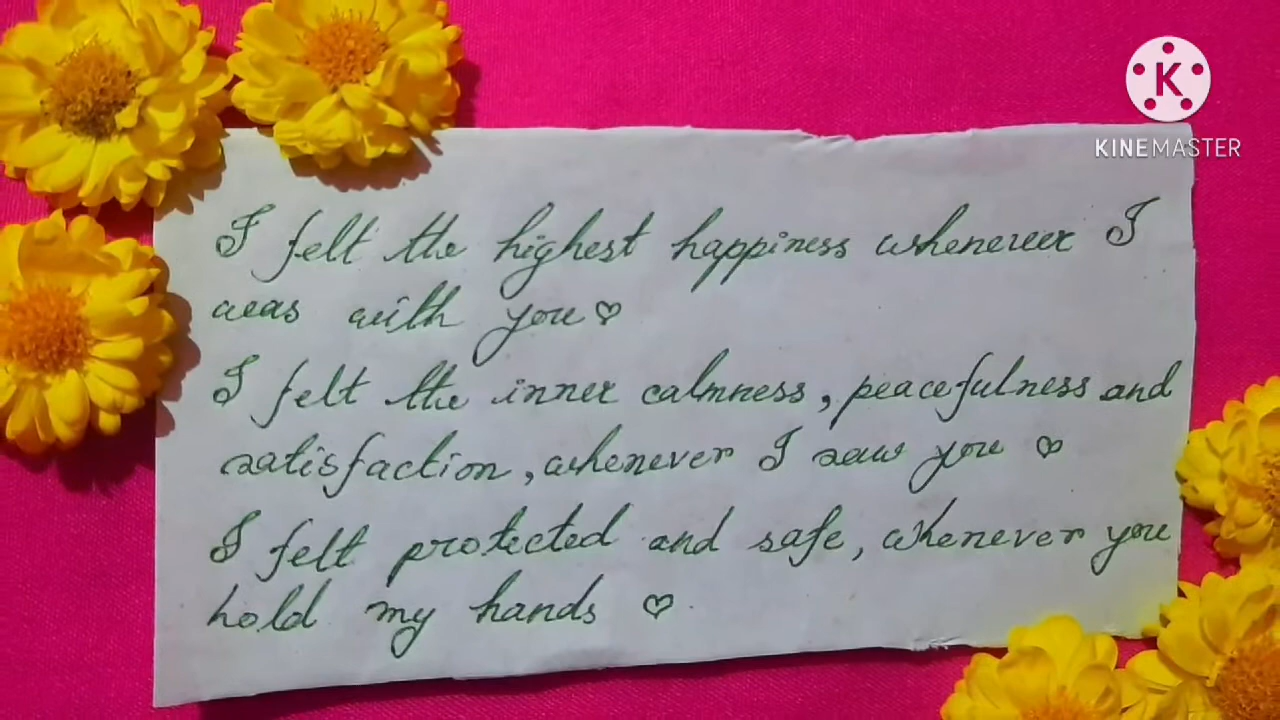 K
KINEMASTER
I felt the highest happiness whenever I
was with you♡
I felt the inner calmness, peacefulness and
satisfaction, whenever I saw you ♡
I felt protected and safe, whenever you
hold my hands ♡